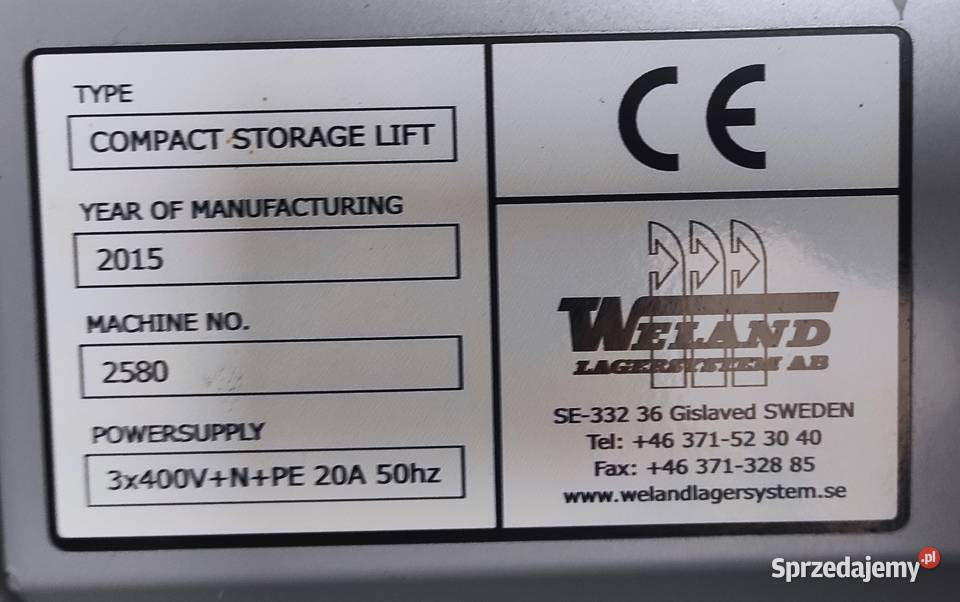 TYPE
COMPACT STORAGE LIFT
YEAR OF MANUFACTURING
2015
MACHINE NO.
2580
POWERSUPPLY
3x400V+N+PE 20A 50hz
CE
WELAND
LAGERSYSTEM AB
SE-332 36 Gislaved SWEDEN
Tel: +46 371-52 30 40
Fax: +46 371-328 85
www.welandlagersystem.se
Sprzedajemy.pl